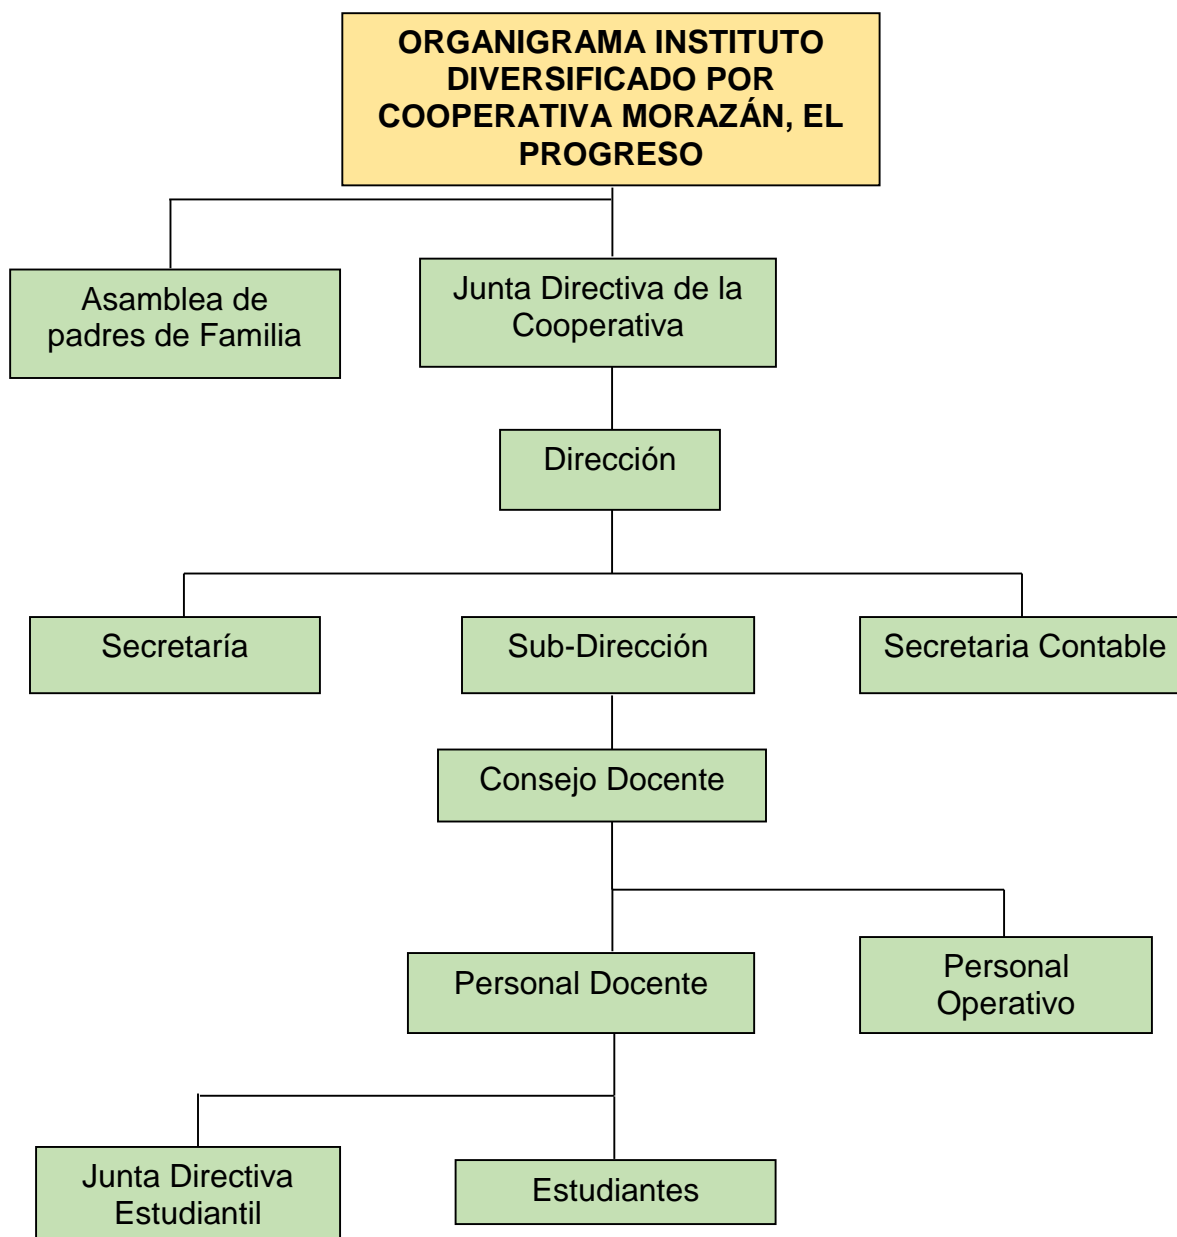 ORGANIGRAMA INSTITUTO
DIVERSIFICADO POR
COOPERATIVA MORAZÁN, EL
PROGRESO
Asamblea de
padres de Familia
Junta Directiva de la
Cooperativa
Dirección
Secretaría
Sub-Dirección
Secretaria Contable
Consejo Docente
Personal Docente
Personal
Operativo
Junta Directiva
Estudiantil
Estudiantes